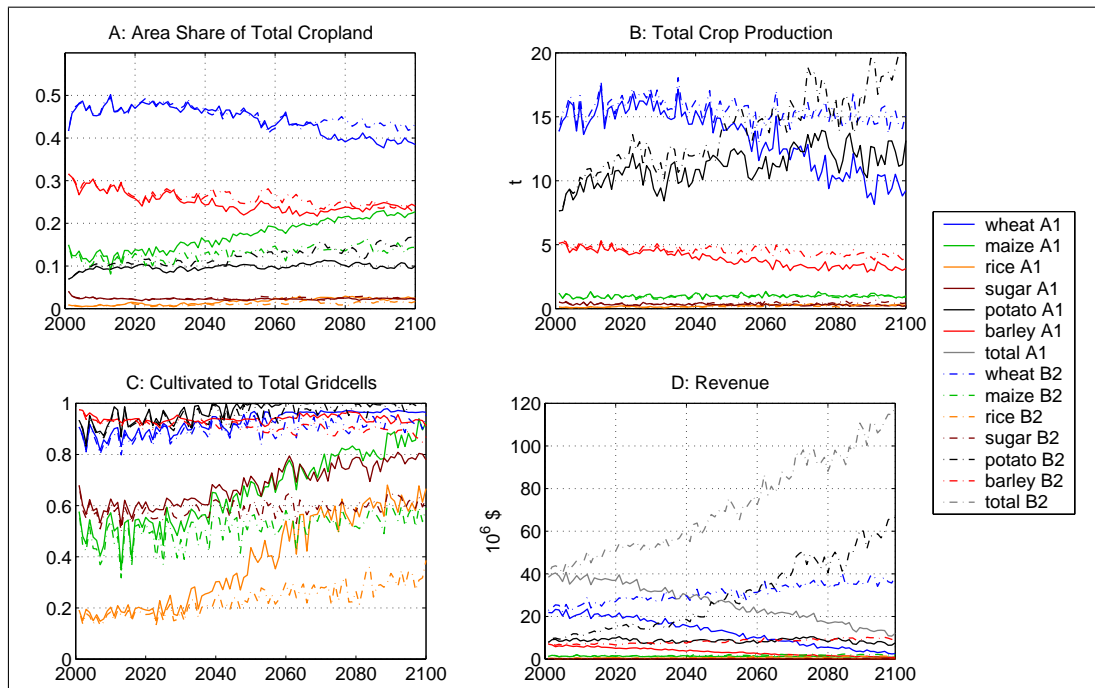 A: Area Share of Total Cropland
0.5
0.4
0.3
0.2
0.1
0
2000 2020 2040 2060 2080 2100
B: Total Crop Production
20
15
10
5
0
t
2000 2020 2040 2060 2080 2100
C: Cultivated to Total Gridcells
1
0.8
0.6
0.4
0.2
0
2000 2020 2040 2060 2080 2100
D: Revenue
120
100
80
60
40
20
0
10^6 $
2000 2020 2040 2060 2080 2100
wheat A1
maize A1
rice A1
sugar A1
potato A1
barley A1
total A1
wheat B2
maize B2
rice B2
sugar B2
potato B2
barley B2
total B2